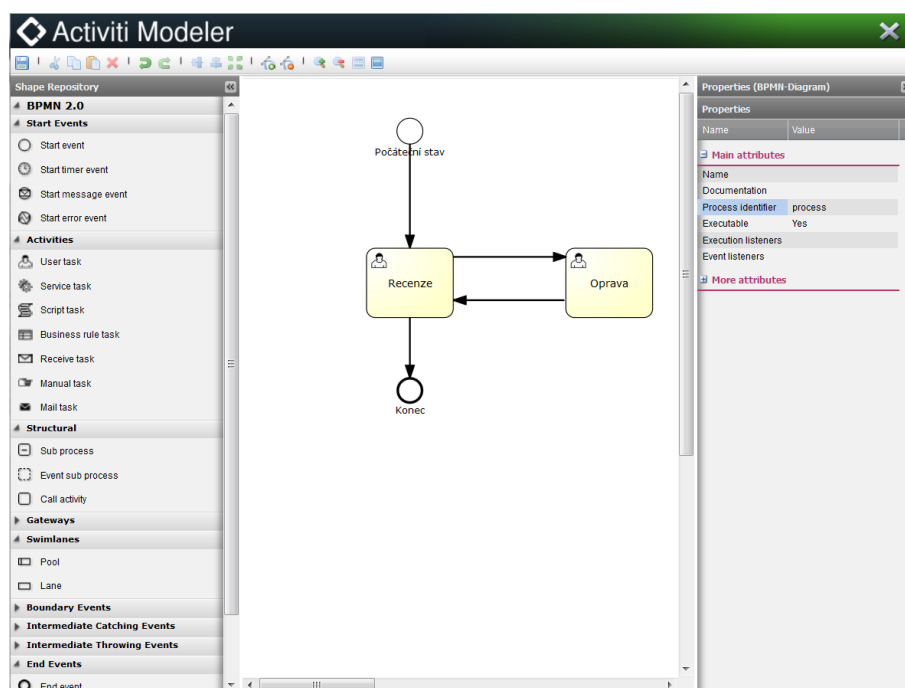 Activiti Modeler
Shape Repository
BPMN 2.0
Start Events
Start event
Start timer event
Start message event
Start error event
Activities
User task
Service task
Script task
Business rule task
Receive task
Manual task
Mail task
Structural
Sub process
Event sub process
Call activity
Gateways
Swimlanes
Pool
Lane
Boundary Events
Intermediate Catching Events
Intermediate Throwing Events
End Events
End event
Počáteční stav
Recenze
Oprava
Konec
Properties (BPMN-Diagram)
Properties
Name Value
Main attributes
Name
Documentation
Process identifier process
Executable Yes
Execution listeners
Event listeners
More attributes